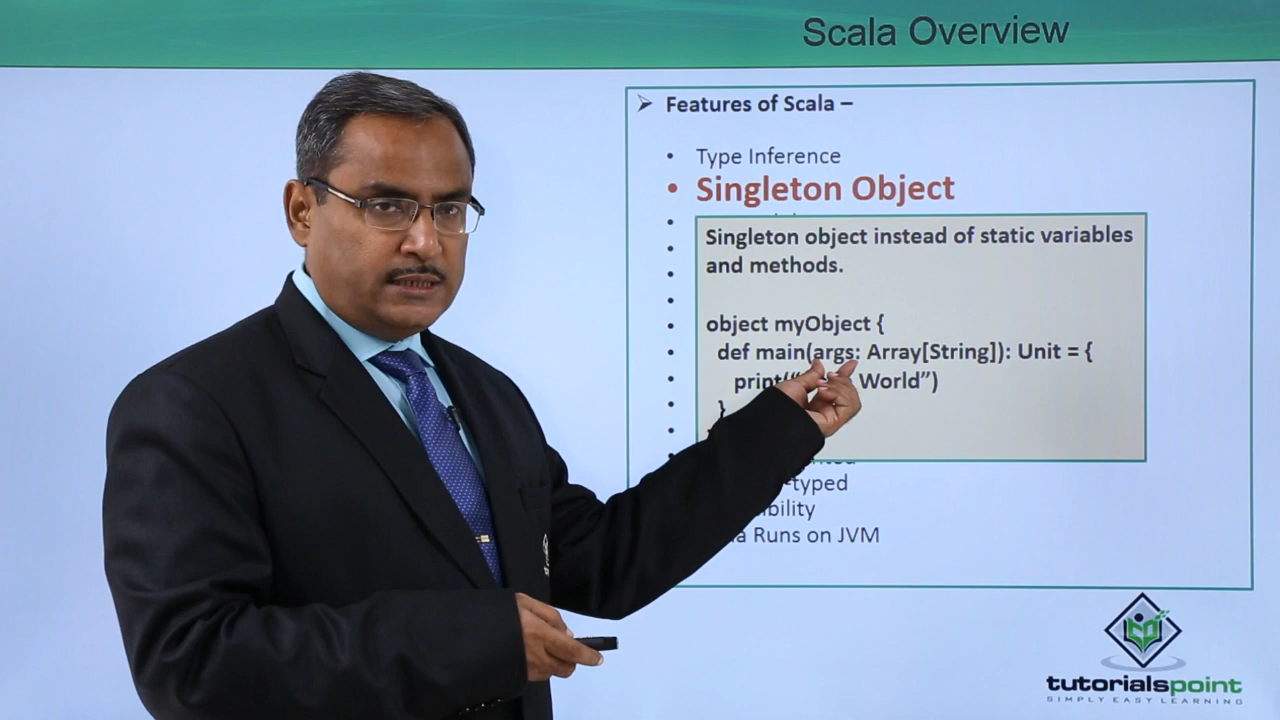 Scala Overview
➢ Features of Scala –
• Type Inference
• Singleton Object
Singleton object instead of static variables
and methods.
object myObject {
def main(args: Array[String]): Unit = {
print(“ World”)
}
-typed
Runs on JVM
tutorialspoint
SIMPLY EASY LEARNING